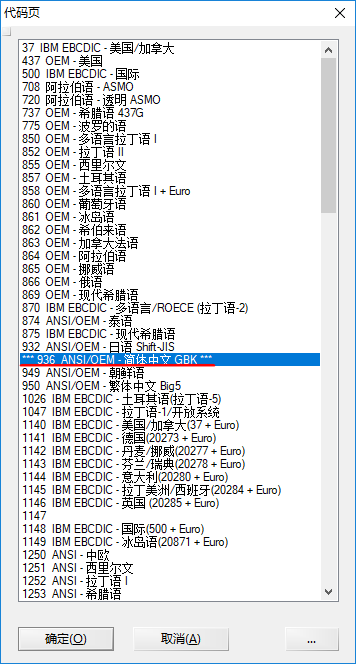 代码页
37 IBM EBCDIC - 美国/加拿大
437 OEM - 美国
500 IBM EBCDIC - 国际
708 阿拉伯语 - ASMO
720 阿拉伯语 - 透明 ASMO
737 OEM - 希腊语 437G
775 OEM - 波罗的语
850 OEM - 多语言拉丁语 I
852 OEM - 拉丁语 II
855 OEM - 西里尔文
857 OEM - 土耳其语
858 OEM - 多语言拉丁语 I + Euro
860 OEM - 葡萄牙语
861 OEM - 冰岛语
862 OEM - 希伯来语
863 OEM - 加拿大法语
864 OEM - 阿拉伯语
865 OEM - 挪威语
866 OEM - 俄语
869 OEM - 现代希腊语
870 IBM EBCDIC - 多语言/ROECE (拉丁语-2)
874 ANSI/OEM - 泰语
875 IBM EBCDIC - 现代希腊语
932 ANSI/OEM - 日语 Shift-JIS
*** 936 ANSI/OEM - 简体中文 GBK ***
949 ANSI/OEM - 朝鲜语
950 ANSI/OEM - 繁体中文 Big5
1026 IBM EBCDIC - 土耳其语(拉丁语-5)
1047 IBM EBCDIC - 拉丁语-1/开放系统
1140 IBM EBCDIC - 美国/加拿大(37 + Euro)
1141 IBM EBCDIC - 德国(20273 + Euro)
1142 IBM EBCDIC - 丹麦/挪威(20277 + Euro)
1143 IBM EBCDIC - 芬兰/瑞典(20278 + Euro)
1144 IBM EBCDIC - 意大利(20280 + Euro)
1145 IBM EBCDIC - 拉丁美洲/西班牙(20284 + Euro)
1146 IBM EBCDIC - 英国 (20285 + Euro)
1147
1148 IBM EBCDIC - 国际(500 + Euro)
1149 IBM EBCDIC - 冰岛语(20871 + Euro)
1250 ANSI - 中欧
1251 ANSI - 西里尔文
1252 ANSI - 拉丁语 I
1253 ANSI - 希腊语
确定(O) 取消(A) ...